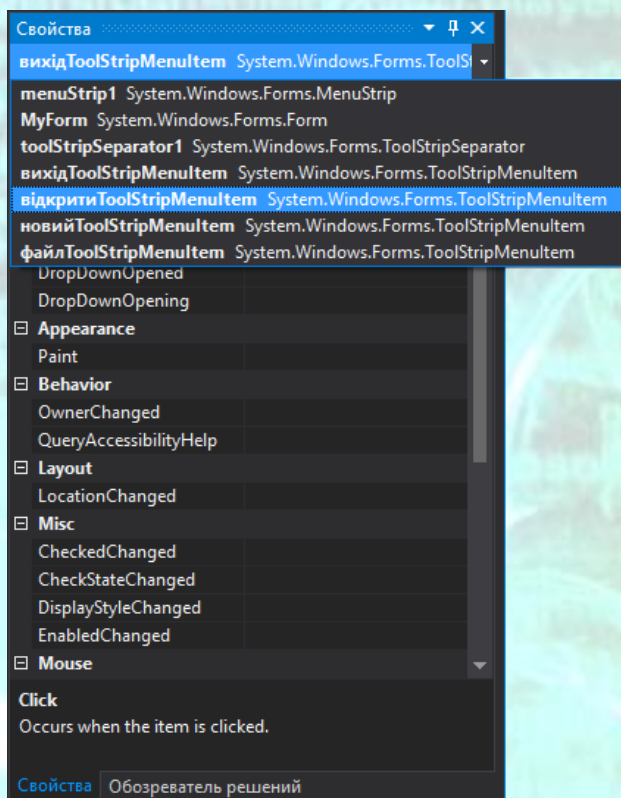 Свойства
вихідToolStripMenuItem System.Windows.Forms.ToolSt
menuStrip1 System.Windows.Forms.MenuStrip
MyForm System.Windows.Forms.Form
toolStripSeparator1 System.Windows.Forms.ToolStripSeparator
вихідToolStripMenuItem System.Windows.Forms.ToolStripMenuItem
відкритиToolStripMenuItem System.Windows.Forms.ToolStripMenuItem
новийToolStripMenuItem System.Windows.Forms.ToolStripMenuItem
файлToolStripMenuItem System.Windows.Forms.ToolStripMenuItem
DropDownOpened
DropDownOpening
Appearance
Paint
Behavior
OwnerChanged
QueryAccessibilityHelp
Layout
LocationChanged
Misc
CheckedChanged
CheckStateChanged
DisplayStyleChanged
EnabledChanged
Mouse
Click
Occurs when the item is clicked.
Свойства Обозреватель решений